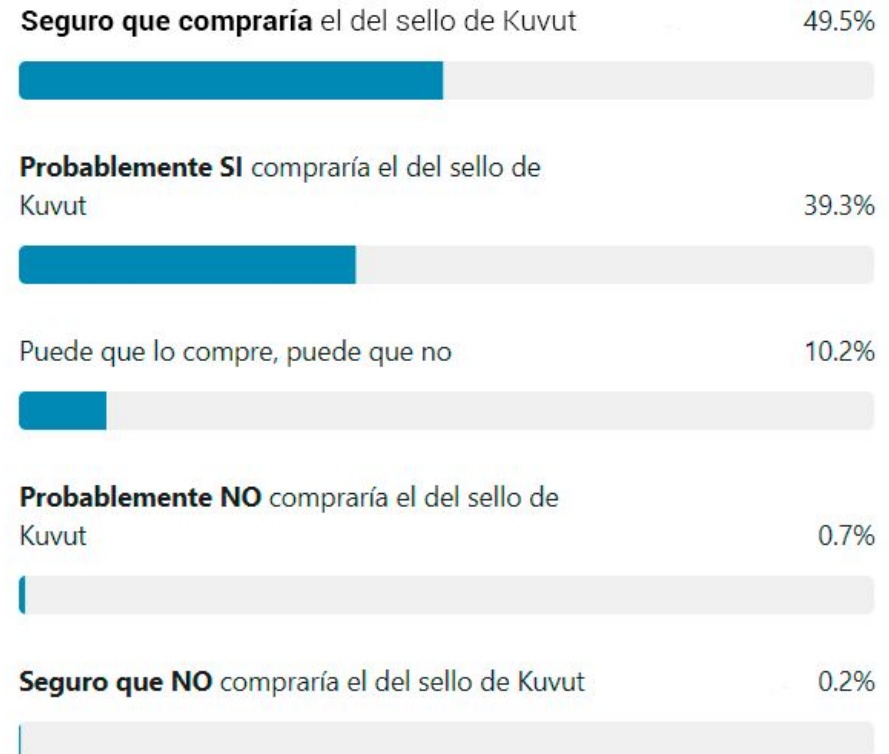 Seguro que compraría el del sello de Kuvut 49.5%
Probablemente SI compraría el del sello de
Kuvut 39.3%
Puede que lo compre, puede que no 10.2%
Probablemente NO compraría el del sello de
Kuvut 0.7%
Seguro que NO compraría el del sello de Kuvut 0.2%